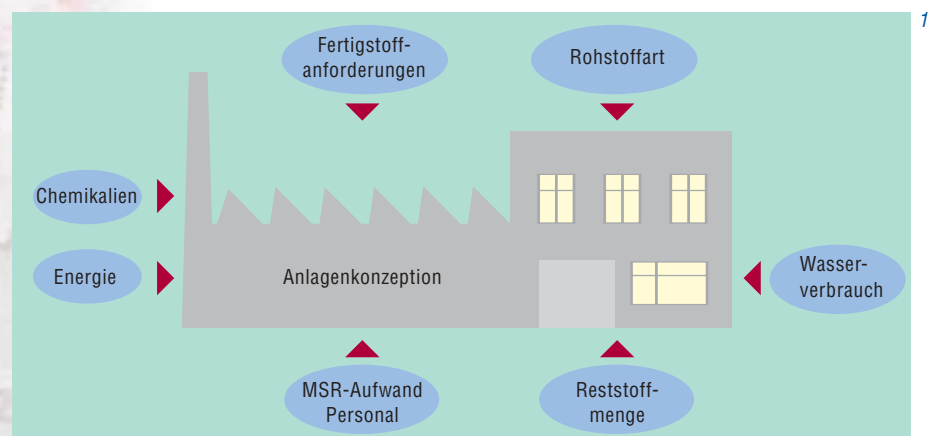 1
Fertigstoff-
anforderungen
Rohstoffart
Chemikalien
Energie
Anlagenkonzeption
Wasser-
verbrauch
MSR-Aufwand
Personal
Reststoff-
menge